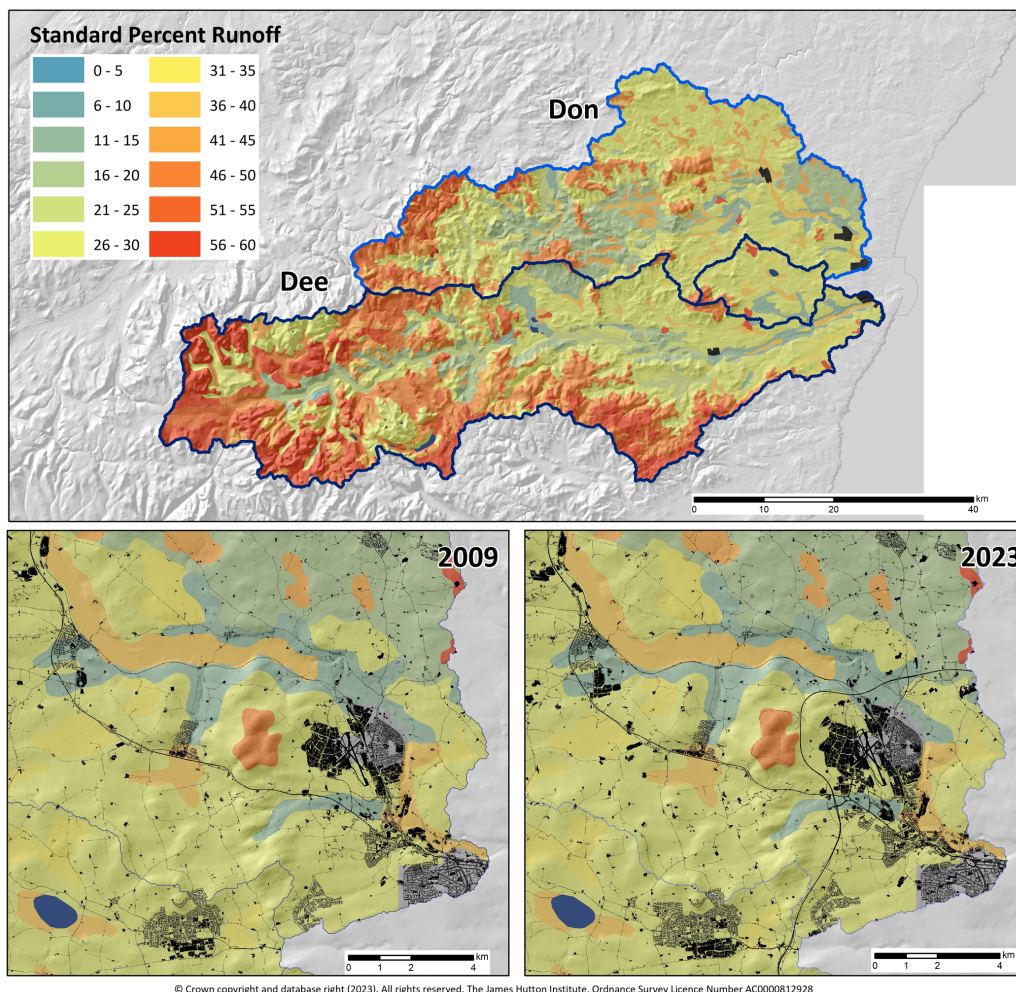 Standard Percent Runoff
0 - 5 31 - 35
6 - 10 36 - 40
11 - 15 41 - 45
16 - 20 46 - 50
21 - 25 51 - 55
26 - 30 56 - 60
Don
Dee
km
0 10 20 40
2009
2023
km
0 1 2 4
km
0 1 2 4
© Crown copyright and database right (2023). All rights reserved. The James Hutton Institute, Ordnance Survey Licence Number AC0000812928